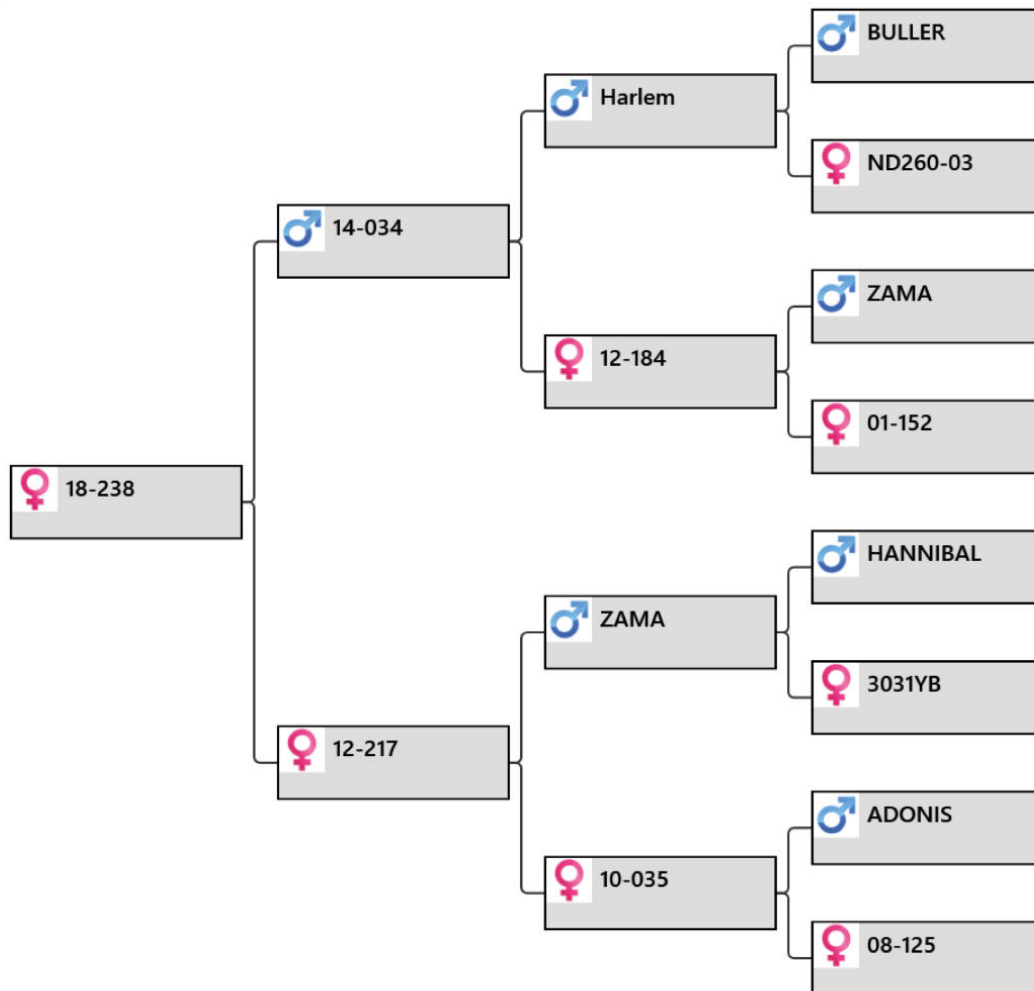 BULLER
Harlem
ND260-03
14-034
ZAMA
12-184
01-152
18-238
HANNIBAL
ZAMA
3031YB
12-217
ADONIS
10-035
08-125